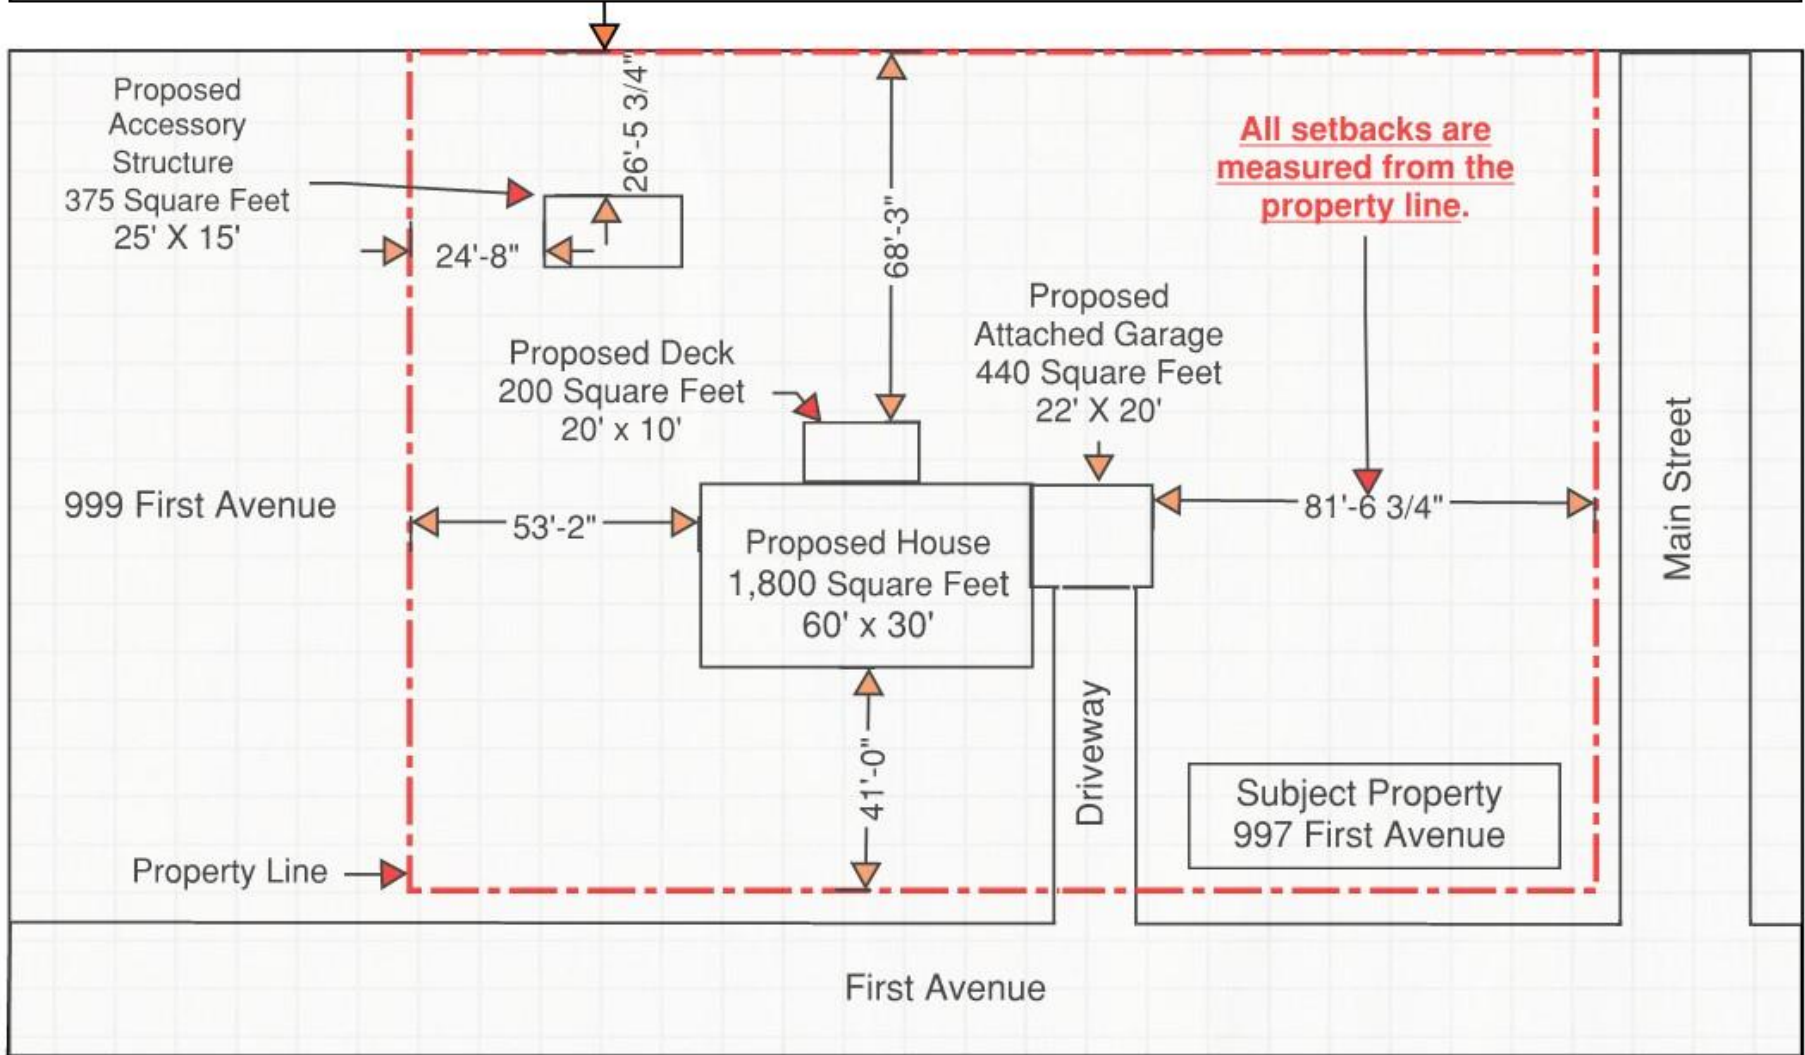 Proposed
Accessory
Structure
375 Square Feet
25' X 15'
26'-5 3/4"
24'-8"
68'-3"
All setbacks are
measured from the
property line.
Proposed
Attached Garage
440 Square Feet
22' X 20'
Proposed Deck
200 Square Feet
20' x 10'
999 First Avenue
53'-2"
Proposed House
1,800 Square Feet
60' x 30'
81'-6 3/4"
Main Street
41'-0"
Driveway
Subject Property
997 First Avenue
Property Line
First Avenue